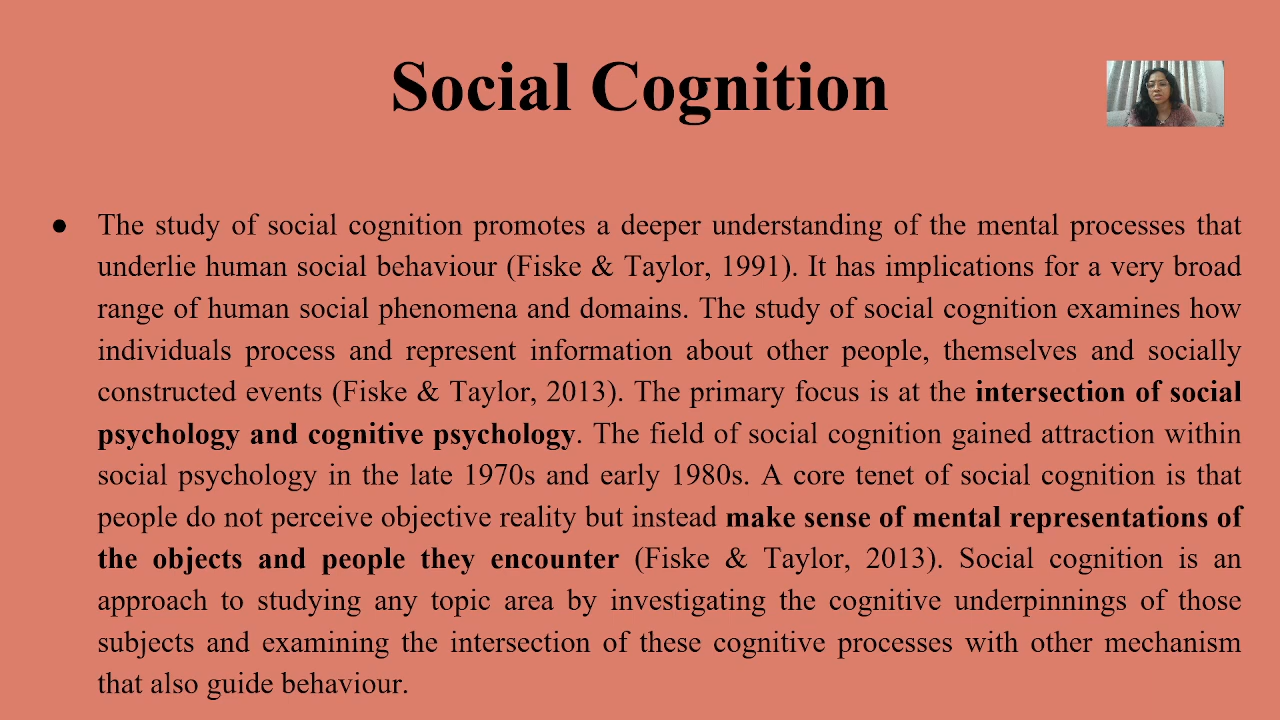 Social Cognition
● The study of social cognition promotes a deeper understanding of the mental processes that
underlie human social behaviour (Fiske & Taylor, 1991). It has implications for a very broad
range of human social phenomena and domains. The study of social cognition examines how
individuals process and represent information about other people, themselves and socially
constructed events (Fiske & Taylor, 2013). The primary focus is at the intersection of social
psychology and cognitive psychology. The field of social cognition gained attraction within
social psychology in the late 1970s and early 1980s. A core tenet of social cognition is that
people do not perceive objective reality but instead make sense of mental representations of
the objects and people they encounter (Fiske & Taylor, 2013). Social cognition is an
approach to studying any topic area by investigating the cognitive underpinnings of those
subjects and examining the intersection of these cognitive processes with other mechanism
that also guide behaviour.